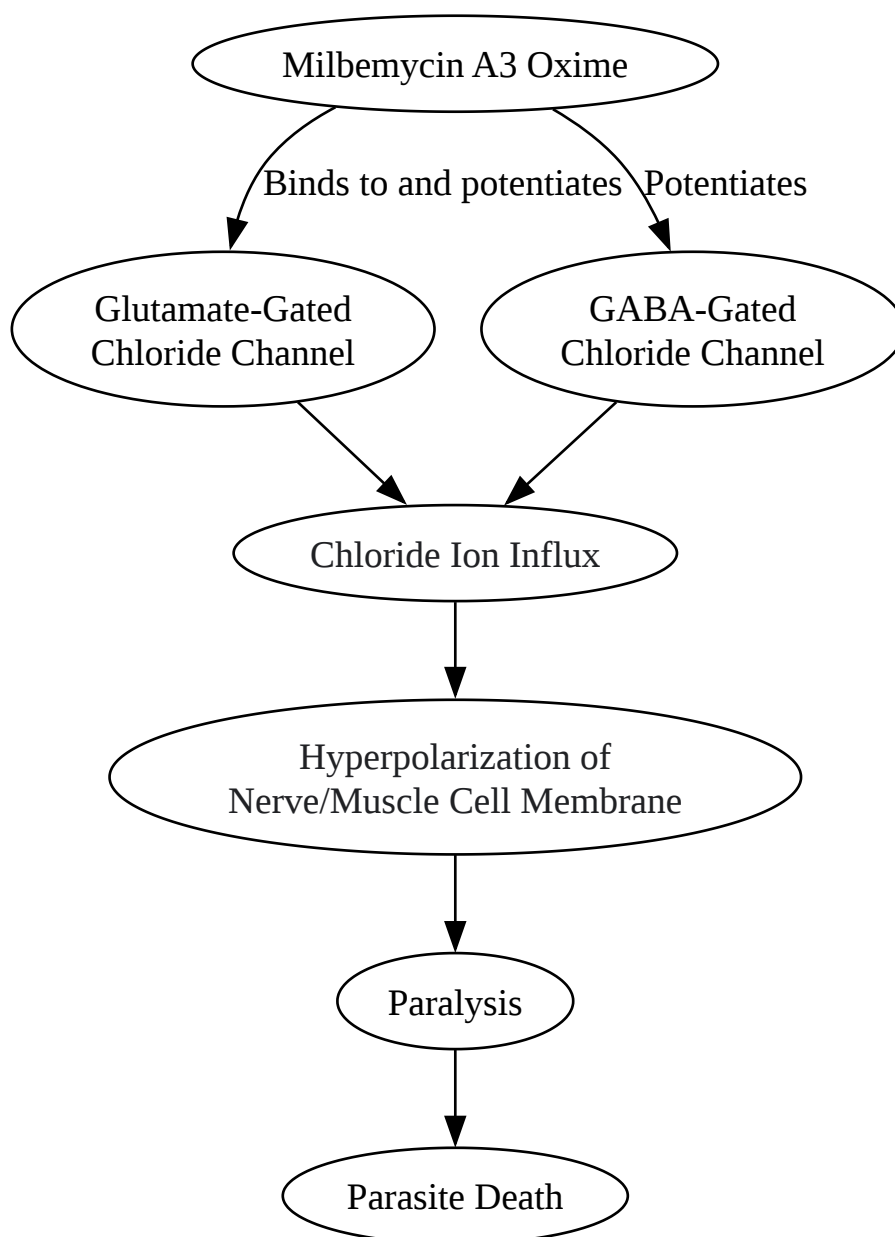 Milbemycin A3 Oxime
Binds to and potentiates
Potentiates
Glutamate-Gated
Chloride Channel
GABA-Gated
Chloride Channel
Chloride Ion Influx
Hyperpolarization of
Nerve/Muscle Cell Membrane
Paralysis
Parasite Death